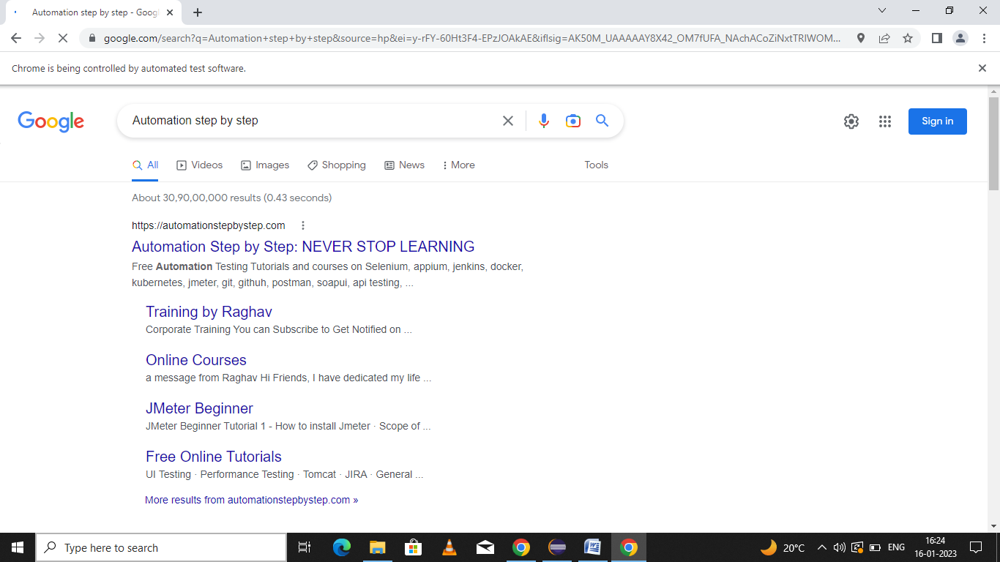 Automation step by step - Goog
google.com/search?q=Automation+step+by+step&source=hp&ei=y-rFY-60Ht3F4-EPzJOAkAE&iflsig=AK50M_UAAAAAY8X42_OM7fUFA_NAchACoZiNxtTRlWOM...
Chrome is being controlled by automated test software.
Google
Automation step by step
Sign in
All
Videos
Images
Shopping
News
More
Tools
About 30,90,00,000 results (0.43 seconds)
https://automationstepbystep.com
Automation Step by Step: NEVER STOP LEARNING
Free Automation Testing Tutorials and courses on Selenium, appium, jenkins, docker,
kubernetes, jmeter, git, githuh, postman, soapui, api testing, ...
Training by Raghav
Corporate Training You can Subscribe to Get Notified on ...
Online Courses
a message from Raghav Hi Friends, I have dedicated my life ...
JMeter Beginner
JMeter Beginner Tutorial 1 - How to install Jmeter · Scope of ...
Free Online Tutorials
UI Testing · Performance Testing · Tomcat · JIRA · General ...
More results from automationstepbystep.com »
Type here to search
20°C
ENG
16:24
16-01-2023